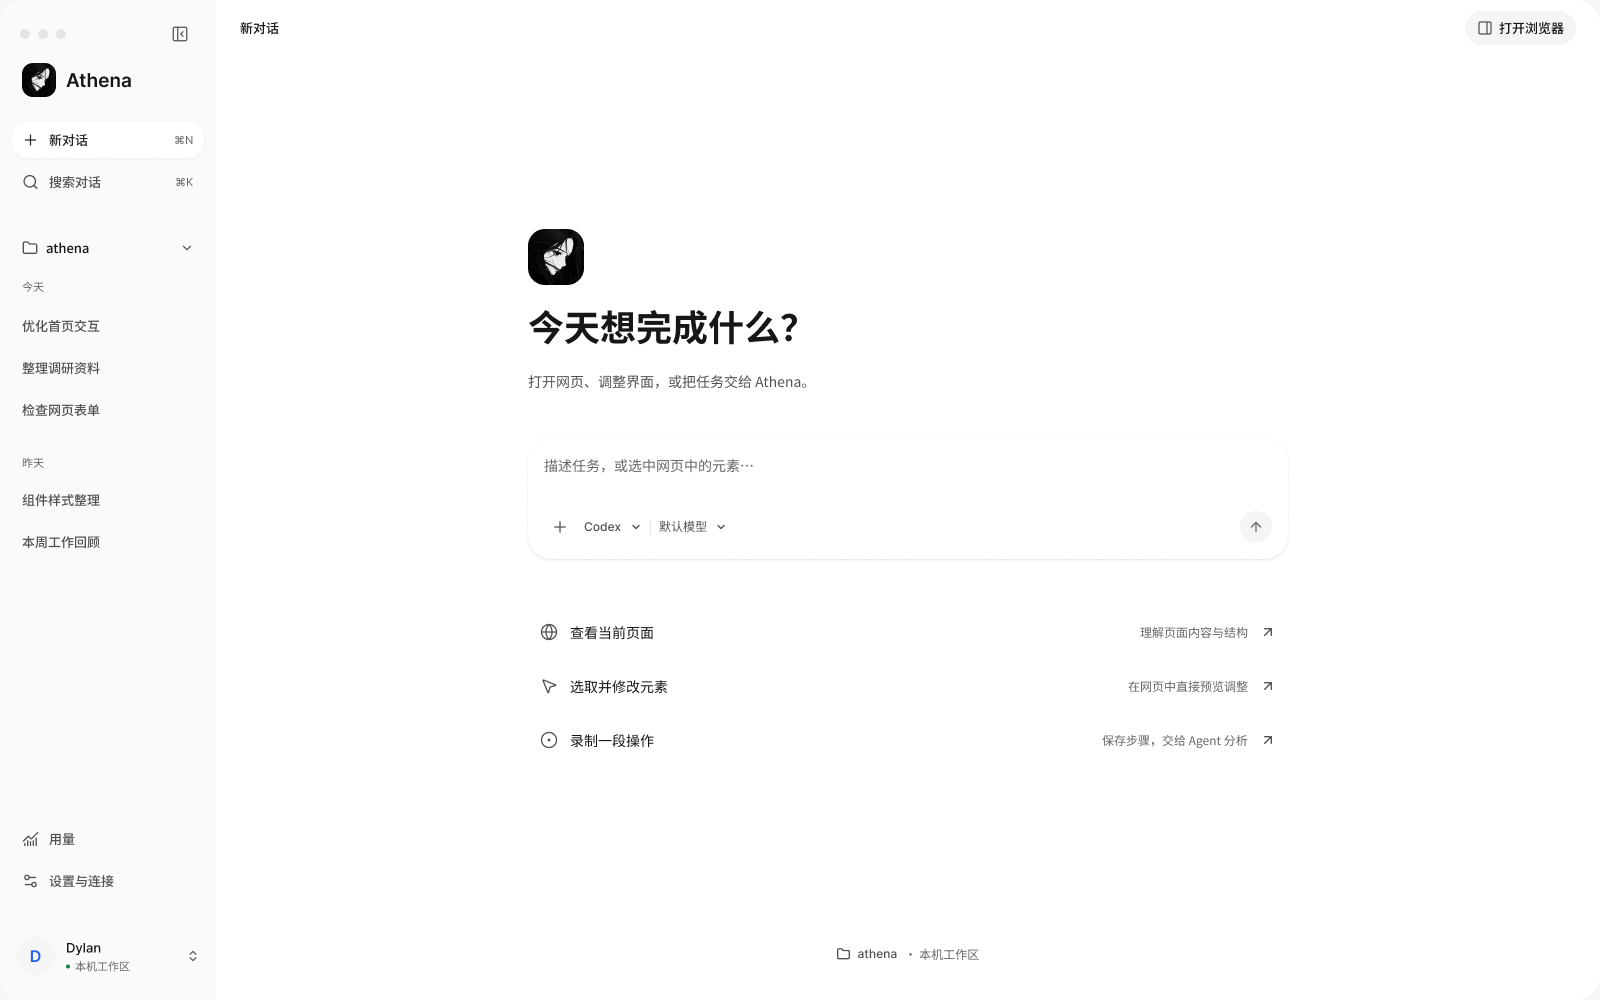 新对话
打开浏览器
Athena
新对话 ⌘N
搜索对话 ⌘K
athena
今天
优化首页交互
整理调研资料
检查网页表单
昨天
组件样式整理
本周工作回顾
用量
设置与连接
D
Dylan
本机工作区
今天想完成什么？
打开网页、调整界面，或把任务交给 Athena。
描述任务，或选中网页中的元素…
Codex 默认模型
查看当前页面 理解页面内容与结构
选取并修改元素 在网页中直接预览调整
录制一段操作 保存步骤，交给 Agent 分析
athena · 本机工作区